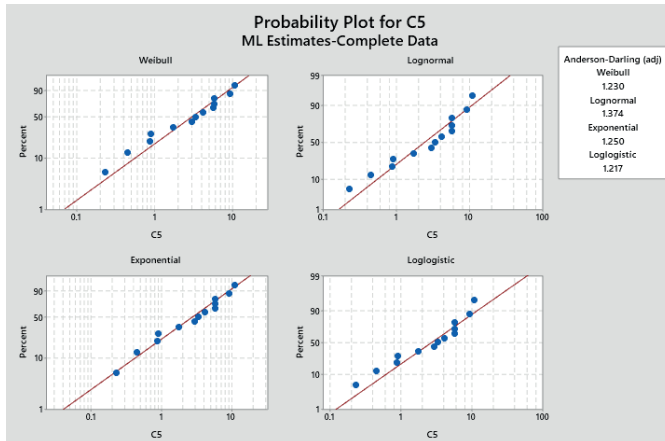 Probability Plot for C5
ML Estimates-Complete Data
Weibull
Percent
90
50
10
1
0.1
1
10
C5
Lognormal
Percent
99
90
50
10
1
0.1
1
10
100
C5
Anderson-Darling (adj)
Weibull
1.230
Lognormal
1.374
Exponential
1.250
Loglogistic
1.217
Exponential
Percent
90
50
10
1
0.1
1
10
C5
Loglogistic
Percent
99
90
50
10
1
0.1
1
10
100
C5